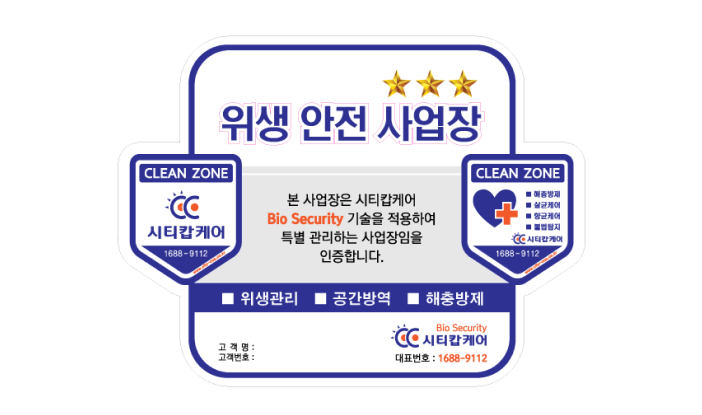 위생 안전 사업장
CLEAN ZONE
시티캅케어
1688-9112
본 사업장은 시티캅케어
Bio Security 기술을 적용하여
특별 관리하는 사업장임을
인증합니다.
CLEAN ZONE
■ 해충방제
■ 살균케어
■ 항균케어
■ 불법탐지
시티캅케어
1688-9112
■ 위생관리 ■ 공간방역 ■ 해충방제
고 객 명 :
고객번호 :
Bio Security
시티캅케어
대표번호 : 1688-9112